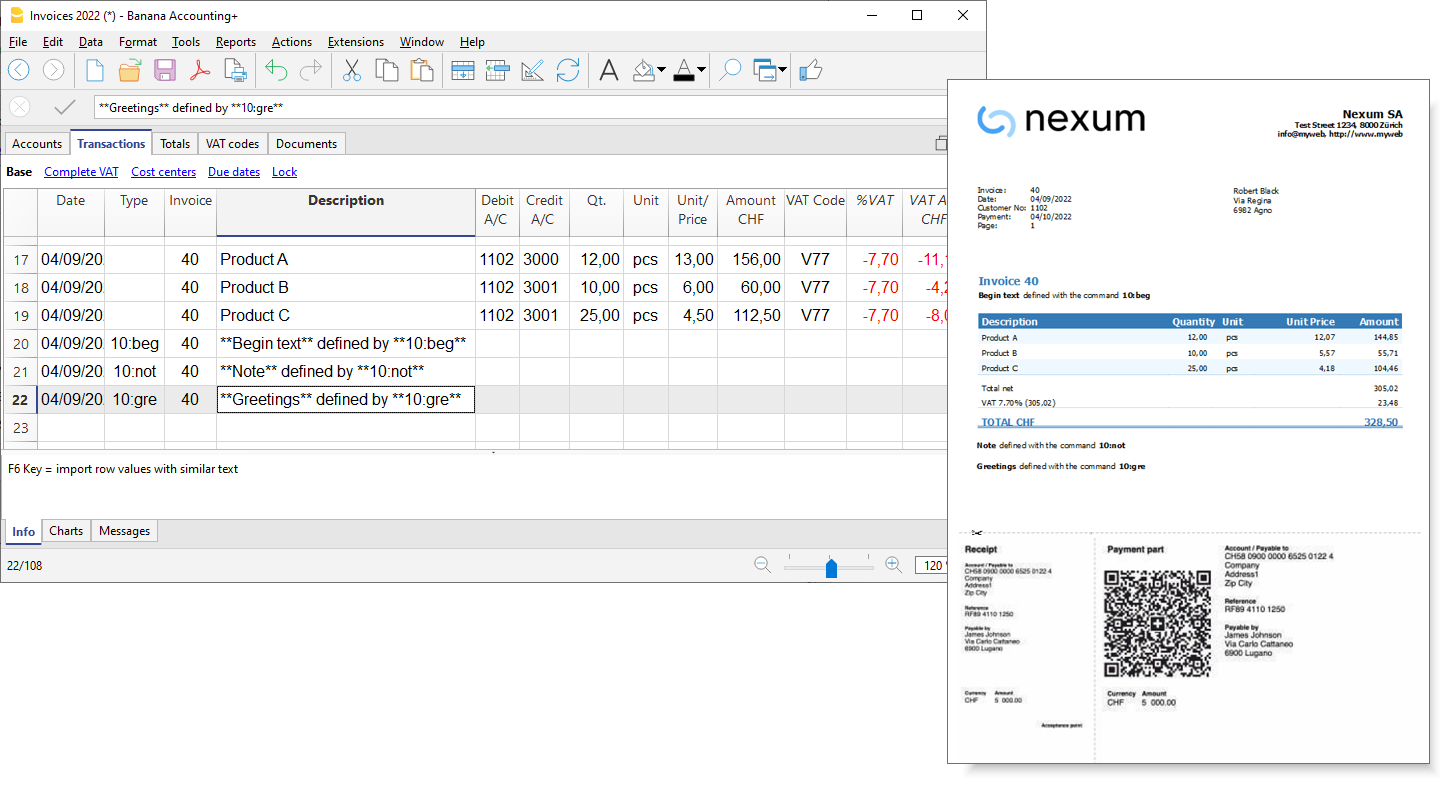 Invoices 2022 (*) - Banana Accounting+
File Edit Data Format Tools Reports Actions Extensions Window Help
**Greetings** defined by **10:gre**
Accounts Transactions Totals VAT codes Documents
Base Complete VAT Cost centers Due dates Lock
Date Type Invoice Description Debit A/C Credit A/C Qt. Unit Unit/ Price Amount CHF VAT Code %VAT VAT A CHF
17 04/09/20 40 Product A 1102 3000 12,00 pcs 13,00 156,00 V77 -7,70 -11,
18 04/09/20 40 Product B 1102 3001 10,00 pcs 6,00 60,00 V77 -7,70 -4,2
19 04/09/20 40 Product C 1102 3001 25,00 pcs 4,50 112,50 V77 -7,70 -8,0
20 04/09/20 10:beg 40 **Begin text** defined by **10:beg**
21 04/09/20 10:not 40 **Note** defined by **10:not**
22 04/09/20 10:gre 40 **Greetings** defined by **10:gre**
23
F6 Key = import row values with similar text
Info Charts Messages
22/108
120
nexum
Nexum SA
Test Street 1234, 8000 Zürich
info@myweb, http://www.myweb
Invoice: 40
Date: 04/09/2022
Customer No: 1102
Payment: 04/10/2022
Page: 1
Robert Black
Via Regina
6982 Agno
Invoice 40
Begin text defined with the command 10:beg
Description Quantity Unit Unit Price Amount
Product A 12,00 pcs 12,07 144,85
Product B 10,00 pcs 5,57 55,71
Product C 25,00 pcs 4,18 104,46
Total net 305,02
VAT 7.70% (305,02) 23,48
TOTAL CHF 328,50
Note defined with the command 10:not
Greetings defined with the command 10:gre
Receipt
Account / Payable to
CH58 0900 0000 6525 0122 4
Company
Address1
Zip City
Reference
RF89 4110 1250
Payable by
James Johnson
Via Carlo Cattaneo
6900 Lugano
Currency Amount
CHF 5 000.00
Acceptance point
Payment part
Currency Amount
CHF 5 000.00
Account / Payable to
CH58 0900 0000 6525 0122 4
Company
Address1
Zip City
Reference
RF89 4110 1250
Payable by
James Johnson
Via Carlo Cattaneo
6900 Lugano